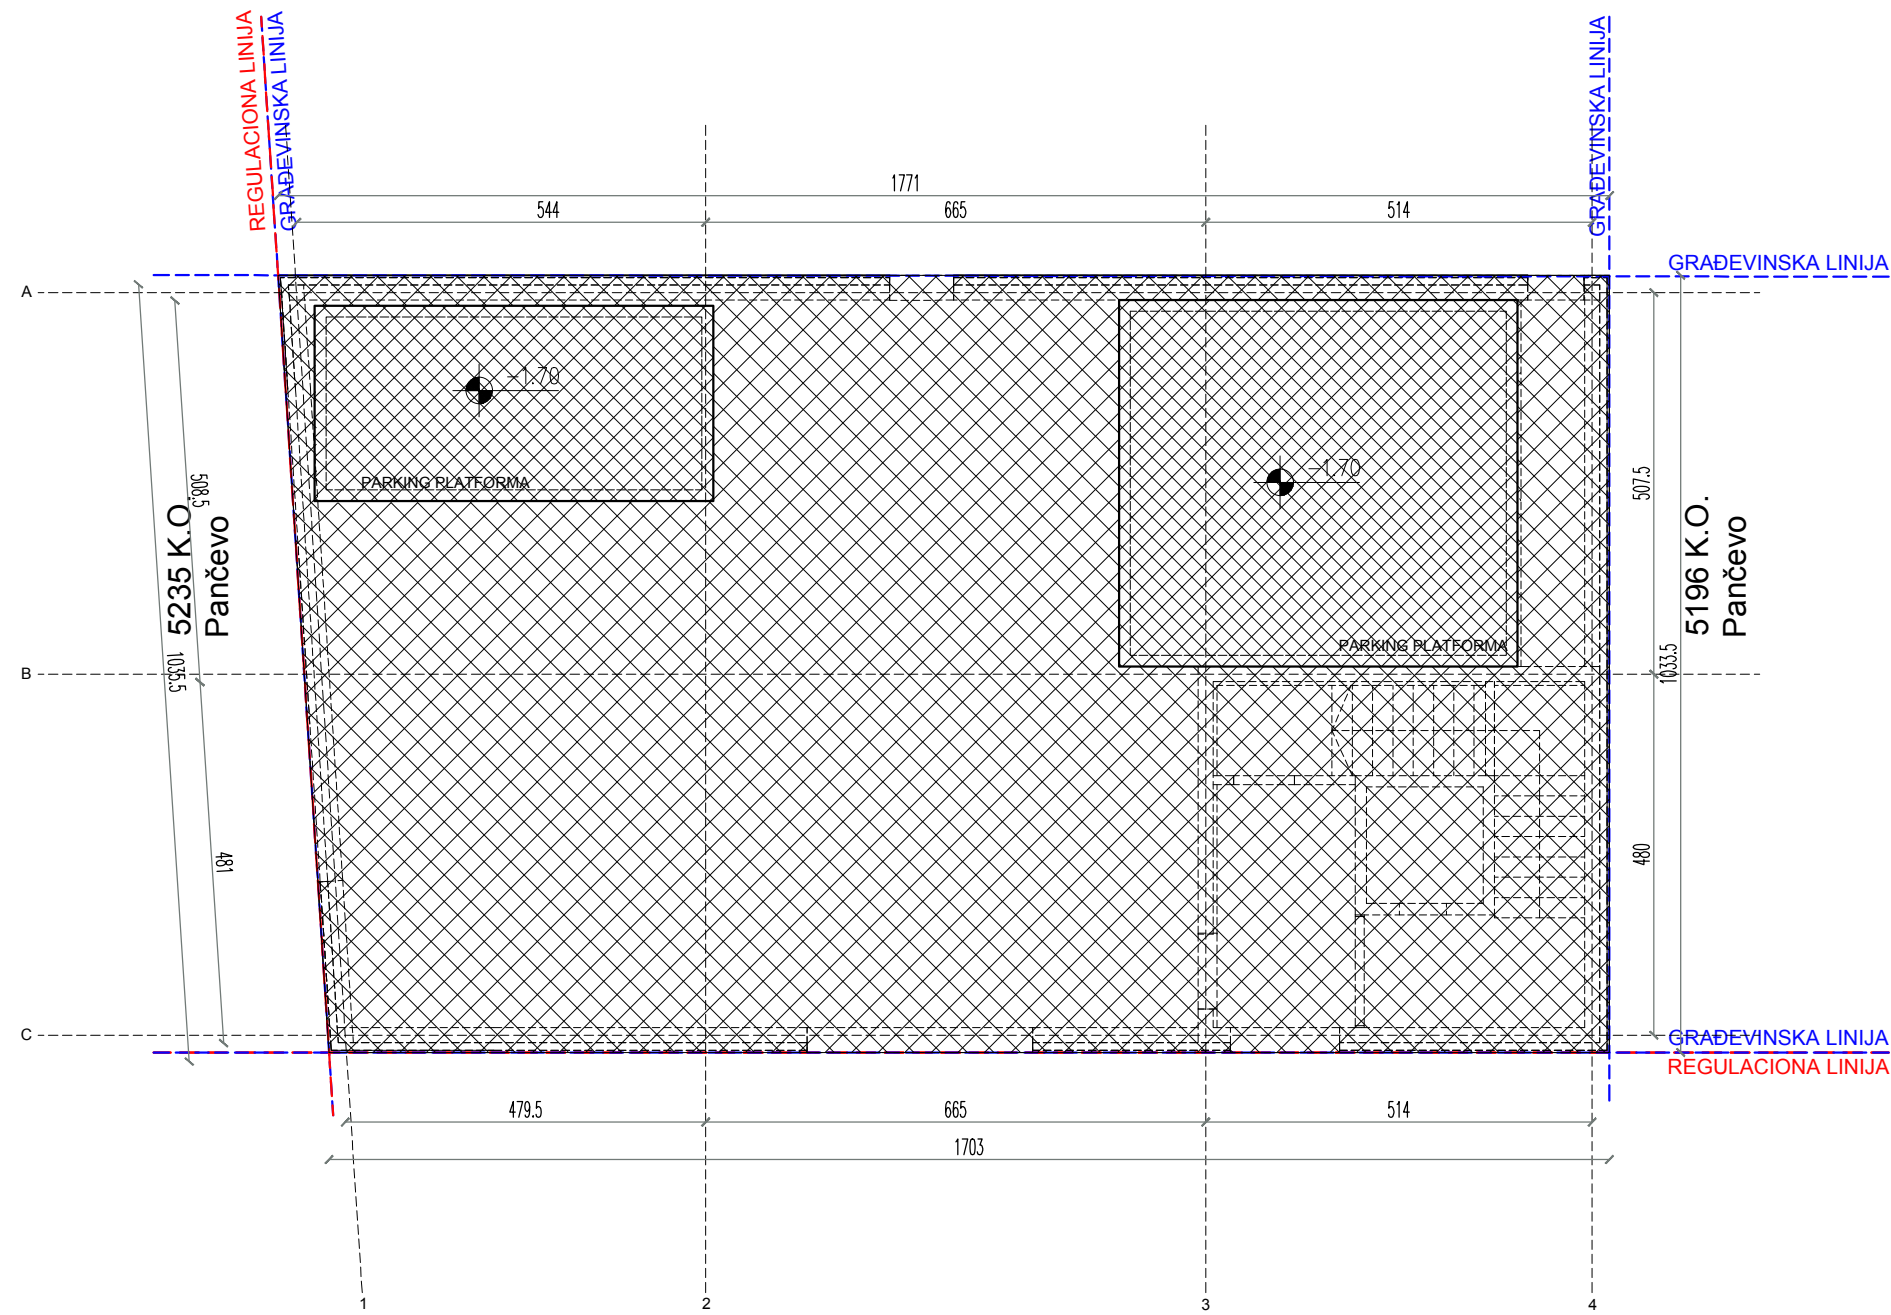 REGULACIONA LINIJA
GRAĐEVINSKA LINIJA
GRAĐEVINSKA LINIJA
1771
544
665
514
GRAĐEVINSKA LINIJA
A
-1.70
PARKING PLATFORMA
-1.70
PARKING PLATFORMA
508.5
5235 K.O.
Pančevo
1035.5
481
507.5
5196 K.O.
Pančevo
1033.5
480
B
C
GRAĐEVINSKA LINIJA
REGULACIONA LINIJA
479.5
665
514
1703
1
2
3
4